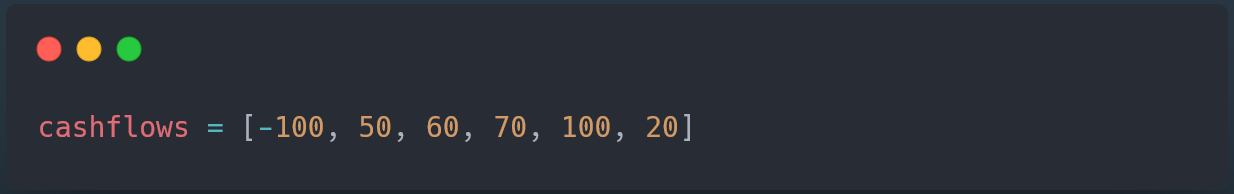 cashflows = [-100, 50, 60, 70, 100, 20]